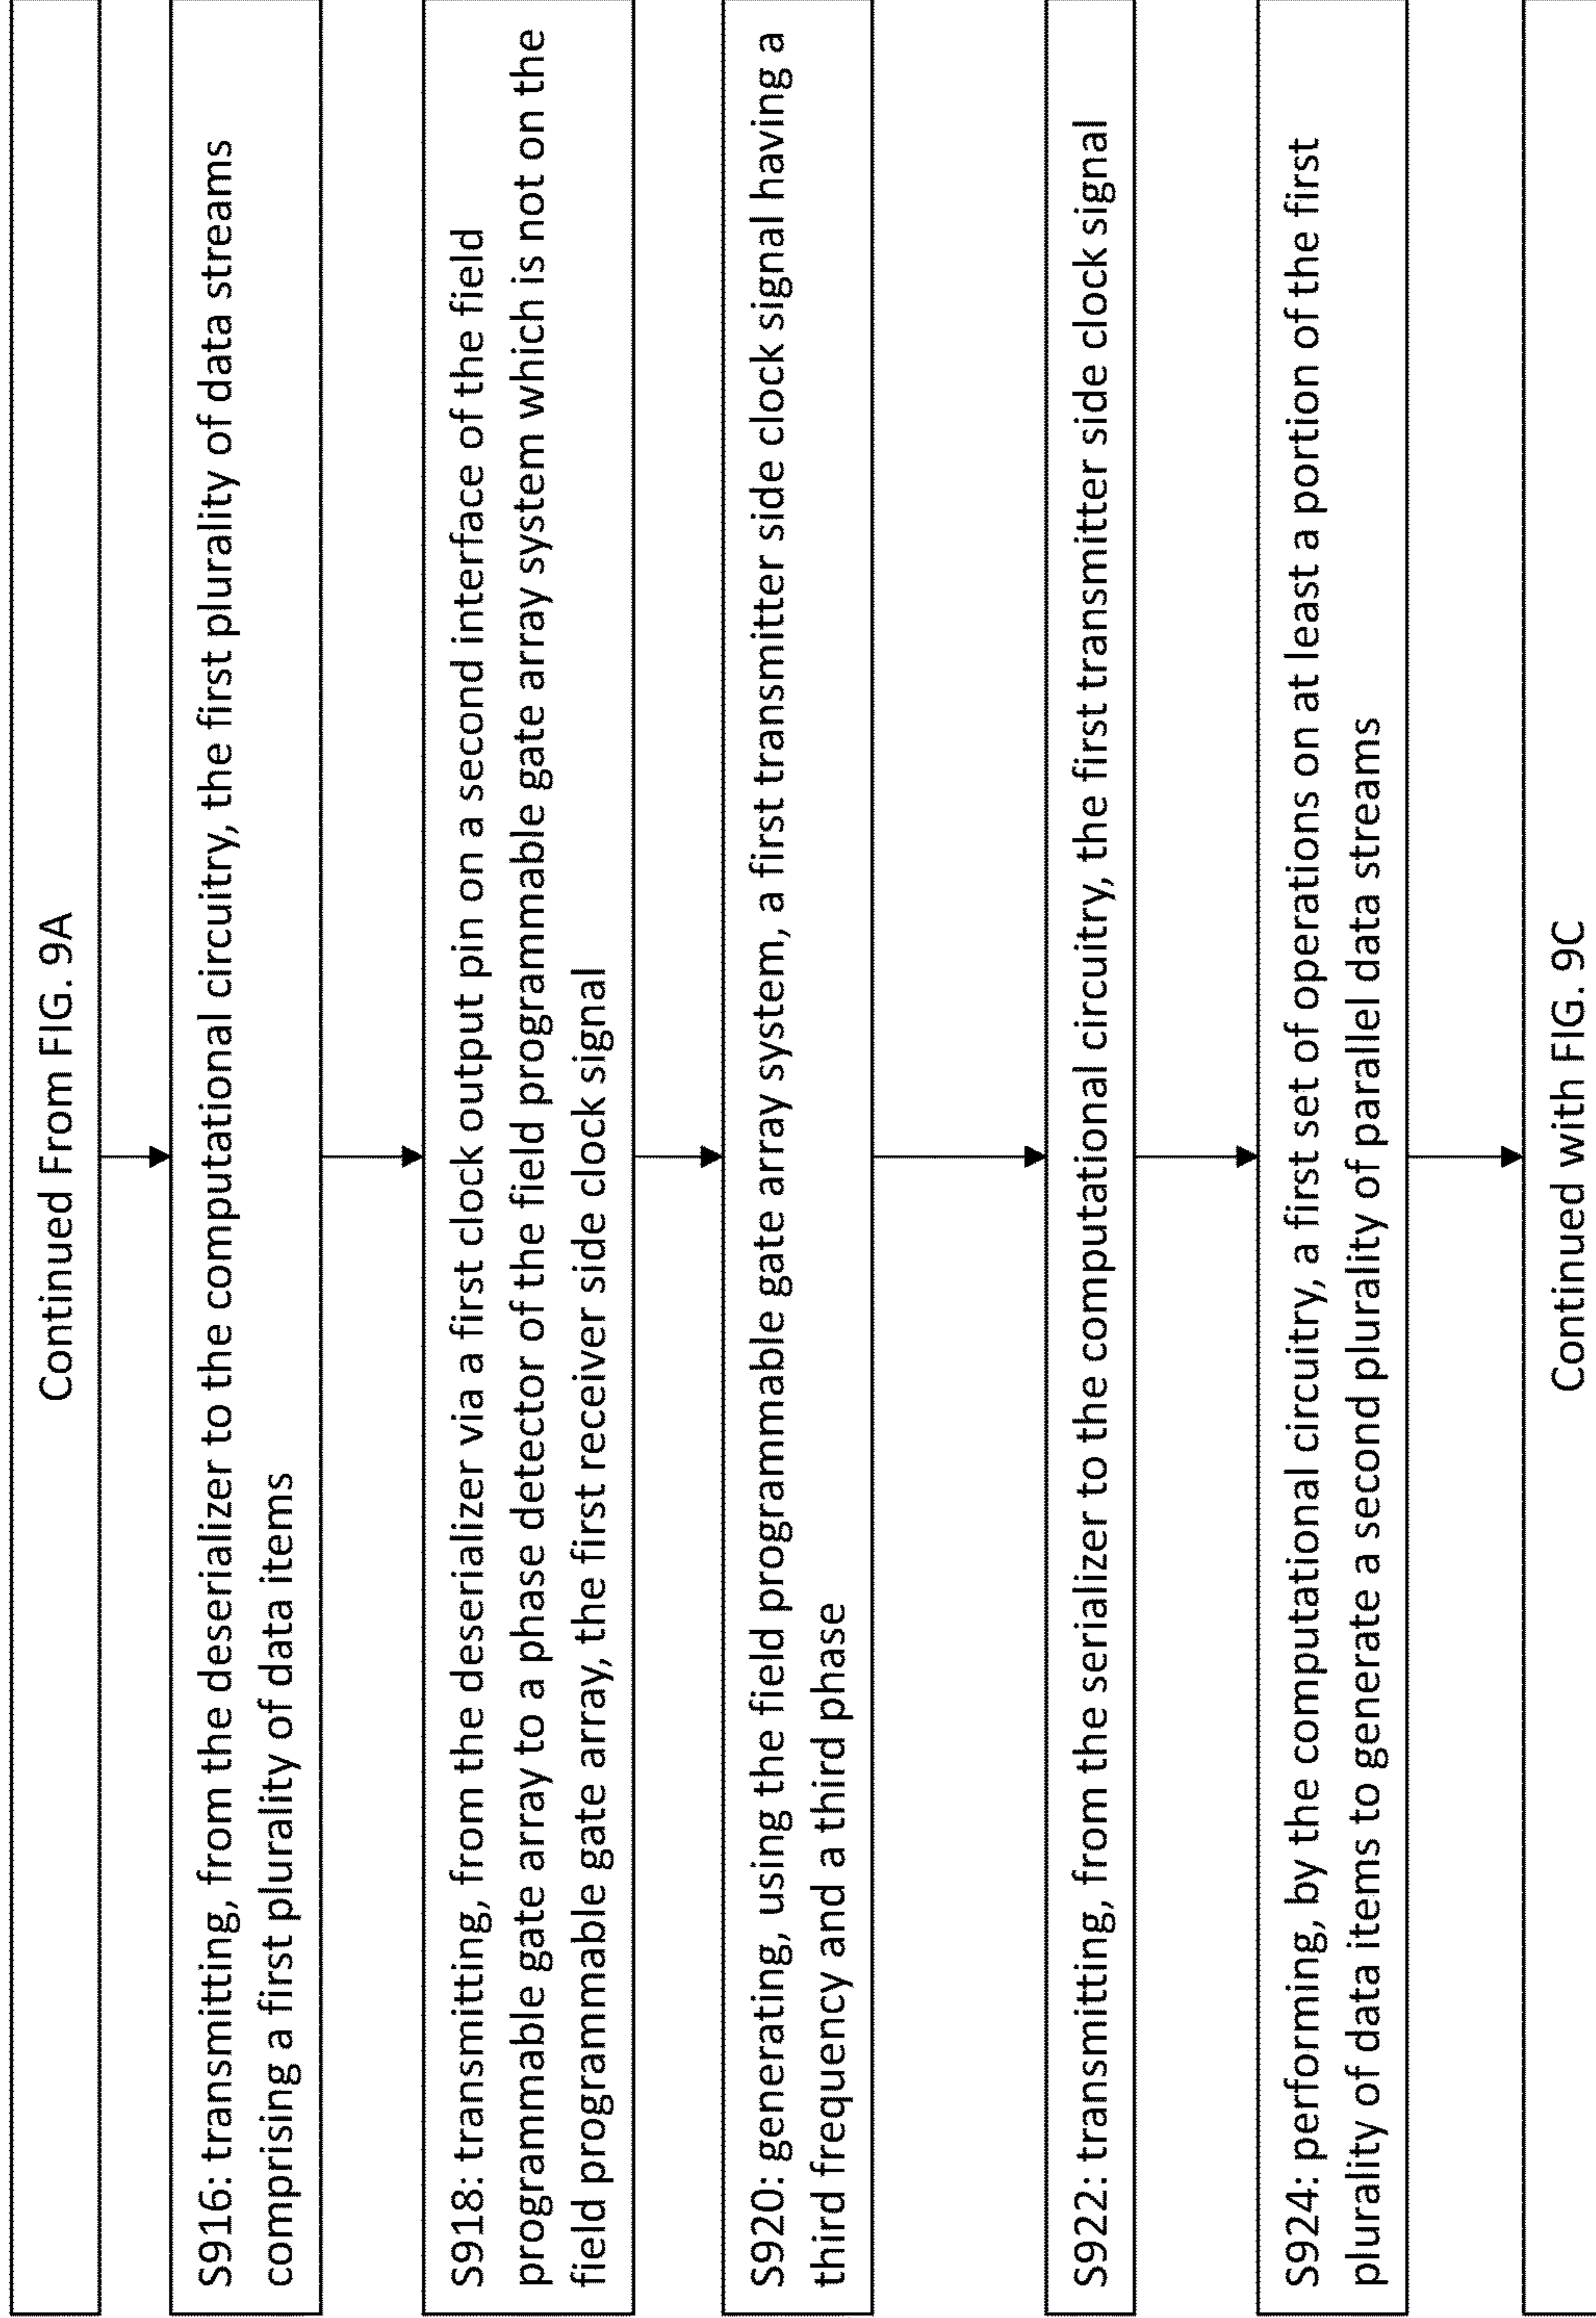 Continued From FIG. 9A
S916: transmitting, from the deserializer to the computational circuitry, the first plurality of data streams
comprising a first plurality of data items
S918: transmitting, from the deserializer via a first clock output pin on a second interface of the field
programmable gate array to a phase detector of the field programmable gate array system which is not on the
field programmable gate array, the first receiver side clock signal
S920: generating, using the field programmable gate array system, a first transmitter side clock signal having a
third frequency and a third phase
S922: transmitting, from the serializer to the computational circuitry, the first transmitter side clock signal
S924: performing, by the computational circuitry, a first set of operations on at least a portion of the first
plurality of data items to generate a second plurality of parallel data streams
Continued with FIG. 9C